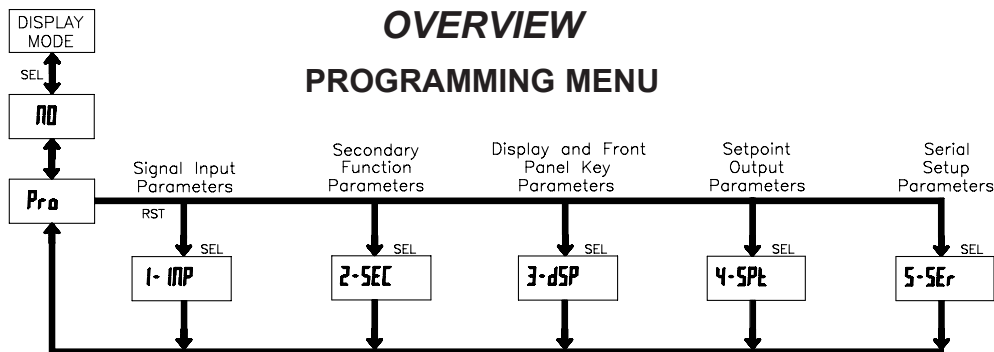 OVERVIEW
PROGRAMMING MENU
DISPLAY
MODE
SEL
NO
Pro
Signal Input
Parameters
RST
Secondary
Function
Parameters
Display and Front
Panel Key
Parameters
Setpoint
Output
Parameters
Serial
Setup
Parameters
SEL
SEL
SEL
SEL
SEL
1-INP
2-SEC
3-dSP
4-SPt
5-SEr